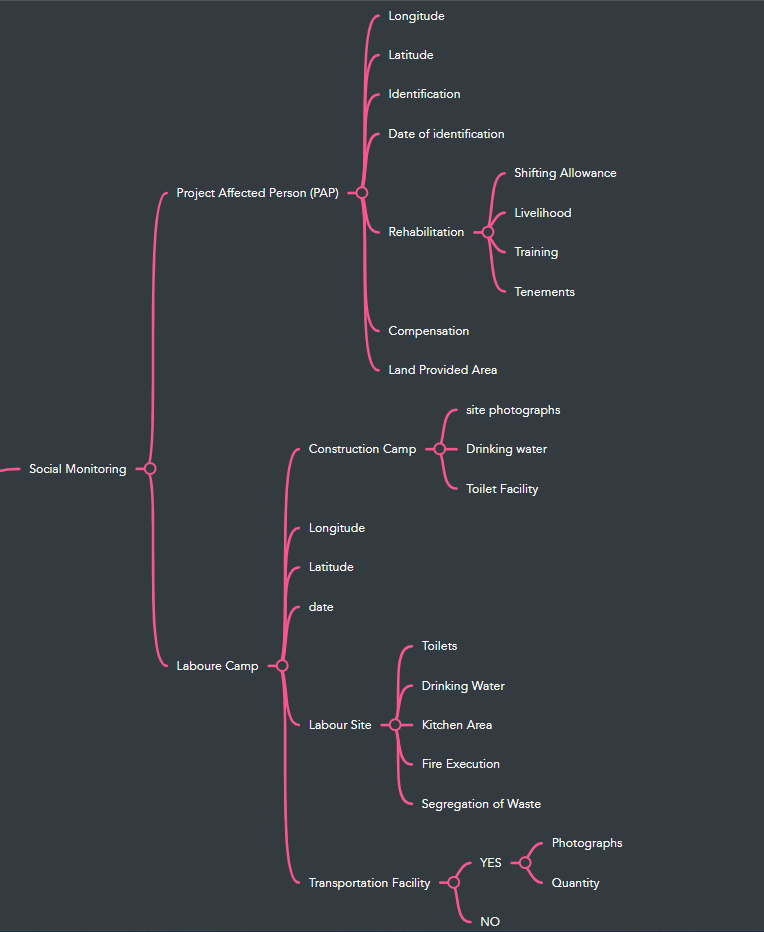 Longitude
Latitude
Identification
Date of identification
Shifting Allowance
Project Affected Person (PAP)
Livelihood
Rehabilitation
Training
Tenements
Compensation
Land Provided Area
site photographs
Construction Camp
Drinking water
Social Monitoring
Toilet Facility
Longitude
Latitude
date
Toilets
Laboure Camp
Drinking Water
Labour Site
Kitchen Area
Fire Execution
Segregation of Waste
Photographs
YES
Transportation Facility
Quantity
NO